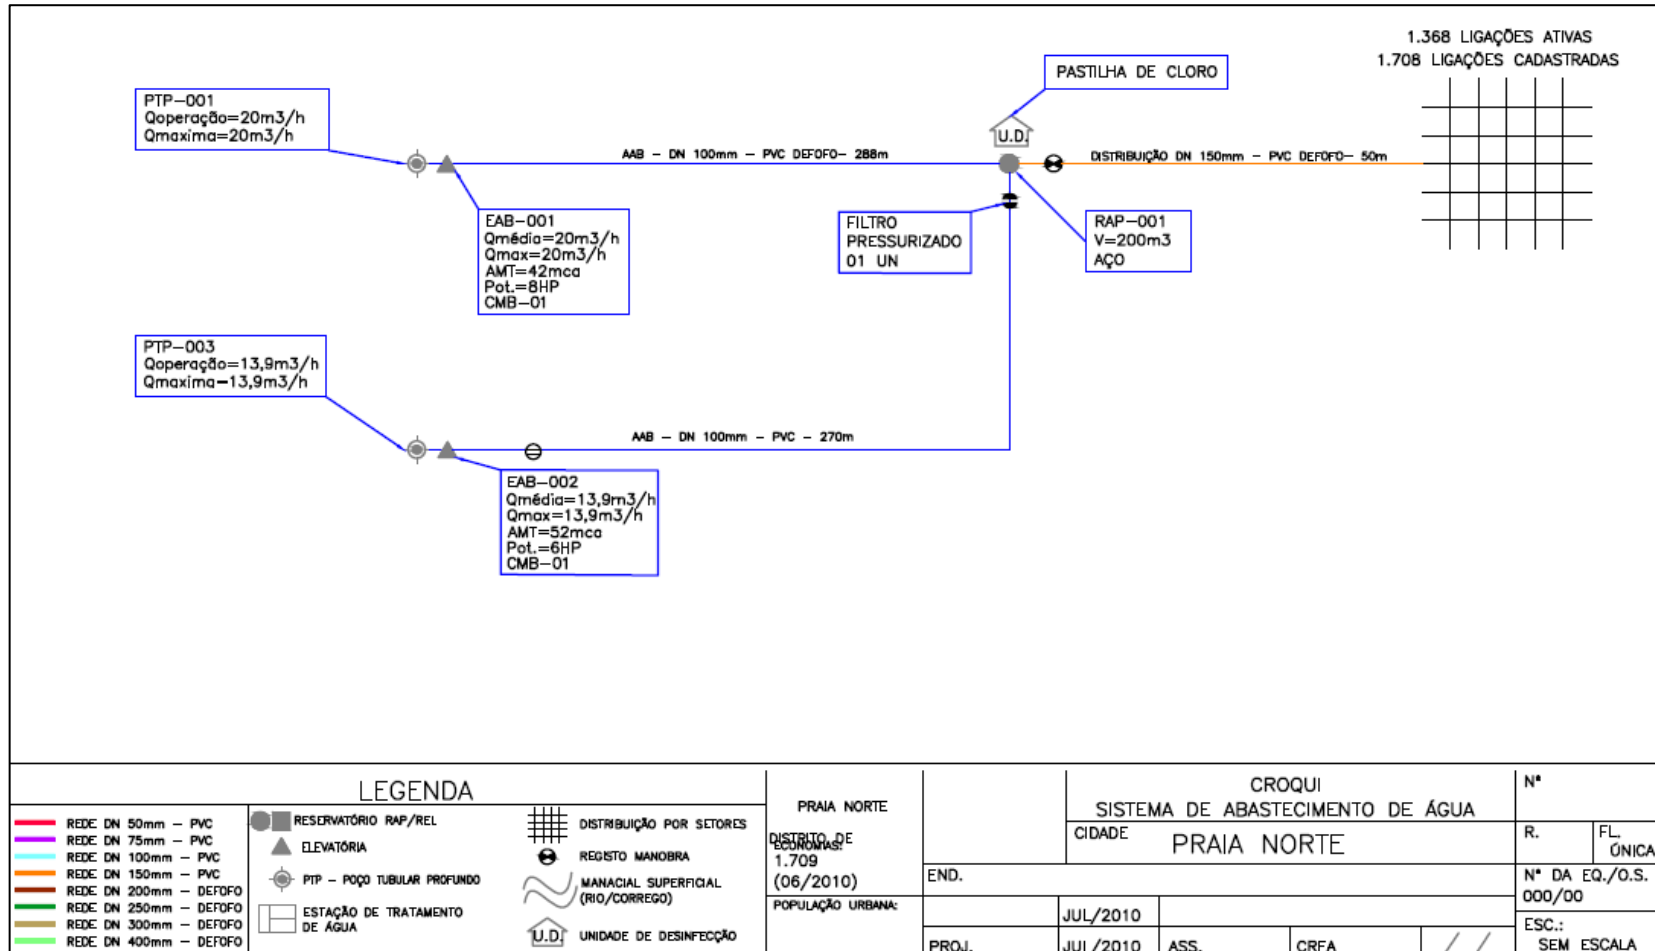 1.368 LIGAÇÕES ATIVAS
1.708 LIGAÇÕES CADASTRADAS
PASTILHA DE CLORO
PTP-001
Qoperação=20m3/h
Qmaxima=20m3/h
U.D.
AAB - DN 100mm - PVC DEFOFO- 288m
DISTRIBUIÇÃO DN 150mm - PVC DEFOFO- 50m
EAB-001
Qmédia=20m3/h
Qmax=20m3/h
AMT=42mca
Pot.=8HP
CMB-01
FILTRO
PRESSURIZADO
01 UN
RAP-001
V=200m3
AÇO
PTP-003
Qoperação=13,9m3/h
Qmaxima-13,9m3/h
AAB - DN 100mm - PVC - 270m
EAB-002
Qmédia=13,9m3/h
Qmax=13,9m3/h
AMT=52mca
Pot.=6HP
CMB-01
LEGENDA
REDE DN 50mm - PVC
REDE DN 75mm - PVC
REDE DN 100mm - PVC
REDE DN 150mm - PVC
REDE DN 200mm - DEFOFO
REDE DN 250mm - DEFOFO
REDE DN 300mm - DEFOFO
REDE DN 400mm - DEFOFO
RESERVATÓRIO RAP/REL
ELEVATÓRIA
PTP - POÇO TUBULAR PROFUNDO
ESTAÇÃO DE TRATAMENTO
DE ÁGUA
DISTRIBUIÇÃO POR SETORES
REGISTO MANOBRA
MANACIAL SUPERFICIAL
(RIO/CORREGO)
U.D.
UNIDADE DE DESINFECÇÃO
PRAIA NORTE
DISTRITO DE
ECONOMIAS:
1.709
(06/2010)
POPULAÇÃO URBANA:
CROQUI
SISTEMA DE ABASTECIMENTO DE ÁGUA
CIDADE
PRAIA NORTE
END.
JUL/2010
PROJ.
JUL/2010
ASS.
CREA
/ /
Nº
R.
FL.
ÚNICA
Nº DA EQ./O.S.
000/00
ESC.:
SEM ESCALA